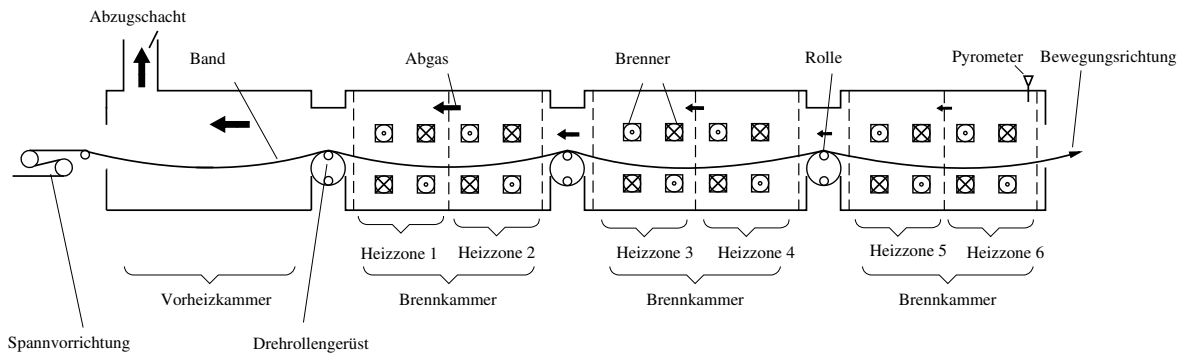 Abzugschacht
Band
Abgas
Brenner
Rolle
Pyrometer
Bewegungsrichtung
Heizzone 1
Heizzone 2
Heizzone 3
Heizzone 4
Heizzone 5
Heizzone 6
Vorheizkammer
Brennkammer
Brennkammer
Brennkammer
Spannvorrichtung
Drehrollengerüst